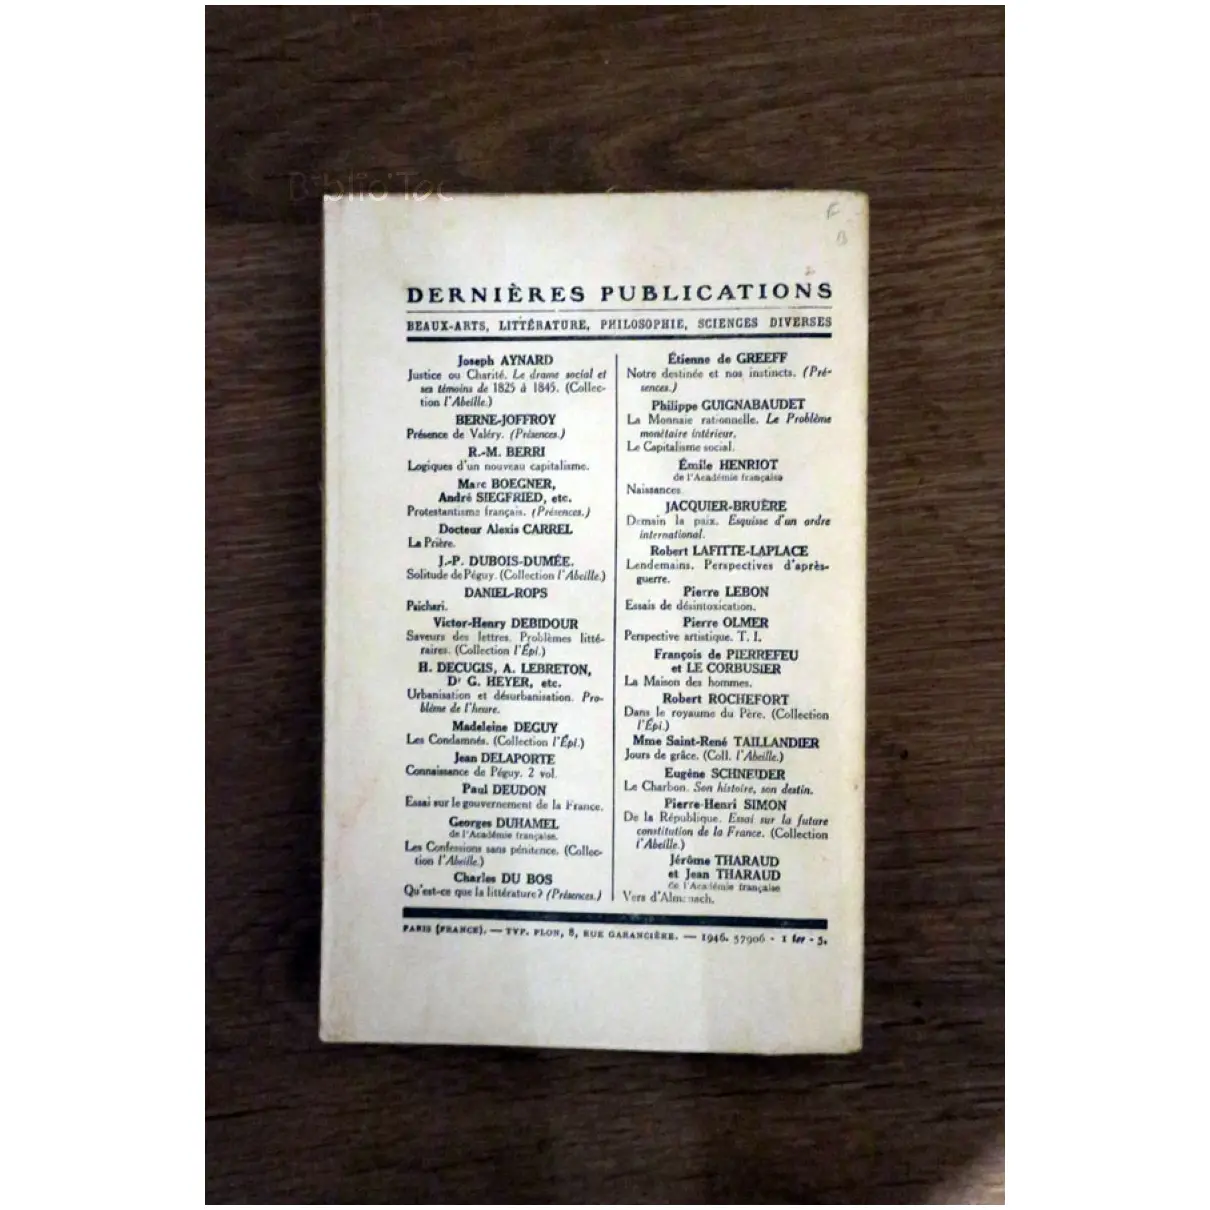 Biblio'Toc
F
B
DERNIÈRES PUBLICATIONS
BEAUX-ARTS, LITTÉRATURE, PHILOSOPHIE, SCIENCES DIVERSES
Joseph AYNARD
Justice ou Charité. Le drame social et
ses témoins de 1825 à 1845. (Collec-
tion l'Abeille.)
BERNE-JOFFROY
Présence de Valéry. (Présences.)
R.-M. BERRI
Logiques d'un nouveau capitalisme.
Marc BOEGNER,
André SIEGFRIED, etc.
Protestantisme français. (Présences.)
Docteur Alexis CARREL
La Prière.
J.-P. DUBOIS-DUMÉE.
Solitude de Péguy. (Collection l'Abeille.)
DANIEL-ROPS
Psichari.
Victor-Henry DEBIDOUR
Saveurs des lettres. Problèmes litté-
raires. (Collection l'Épi.)
H. DECUGIS, A. LEBRETON,
Dr G. HEYER, etc.
Urbanisation et désurbanisation. Pro-
blème de l'heure.
Madeleine DEGUY
Les Condamnés. (Collection l'Épi.)
Jean DELAPORTE
Connaissance de Péguy. 2 vol.
Paul DEUDON
Essai sur le gouvernement de la France.
Georges DUHAMEL
de l'Académie française.
Les Confessions sans pénitence. (Collec-
tion l'Abeille.)
Charles DU BOS
Qu'est-ce que la littérature? (Présences.)
Étienne de GREEFF
Notre destinée et nos instincts. (Pré-
sences.)
Philippe GUIGNABAUDET
La Monnaie rationnelle. Le Problème
monétaire intérieur.
Le Capitalisme social.
Émile HENRIOT
de l'Académie française
Naissances
JACQUIER-BRUÈRE
Demain la paix. Esquisse d'un ordre
international.
Robert LAFITTE-LAPLACE
Lendemains. Perspectives d'après-
guerre.
Pierre LEBON
Essais de désintoxication.
Pierre OLMER
Perspective artistique. T. I.
François de PIERREFEU
et LE CORBUSIER
La Maison des hommes.
Robert ROCHEFORT
Dans le royaume du Père. (Collection
l'Épi.)
Mme Saint-René TAILLANDIER
Jours de grâce. (Coll. l'Abeille.)
Eugène SCHNEIDER
Le Charbon. Son histoire, son destin.
Pierre-Henri SIMON
De la République. Essai sur la future
constitution de la France. (Collection
l'Abeille.)
Jérôme THARAUD
et Jean THARAUD
de l'Académie française
Vers d'Almanach.
PARIS (FRANCE). — TYP. PLON, 8, RUE GARANCIÈRE. — 1946. 57906 - 1 ter - 5.